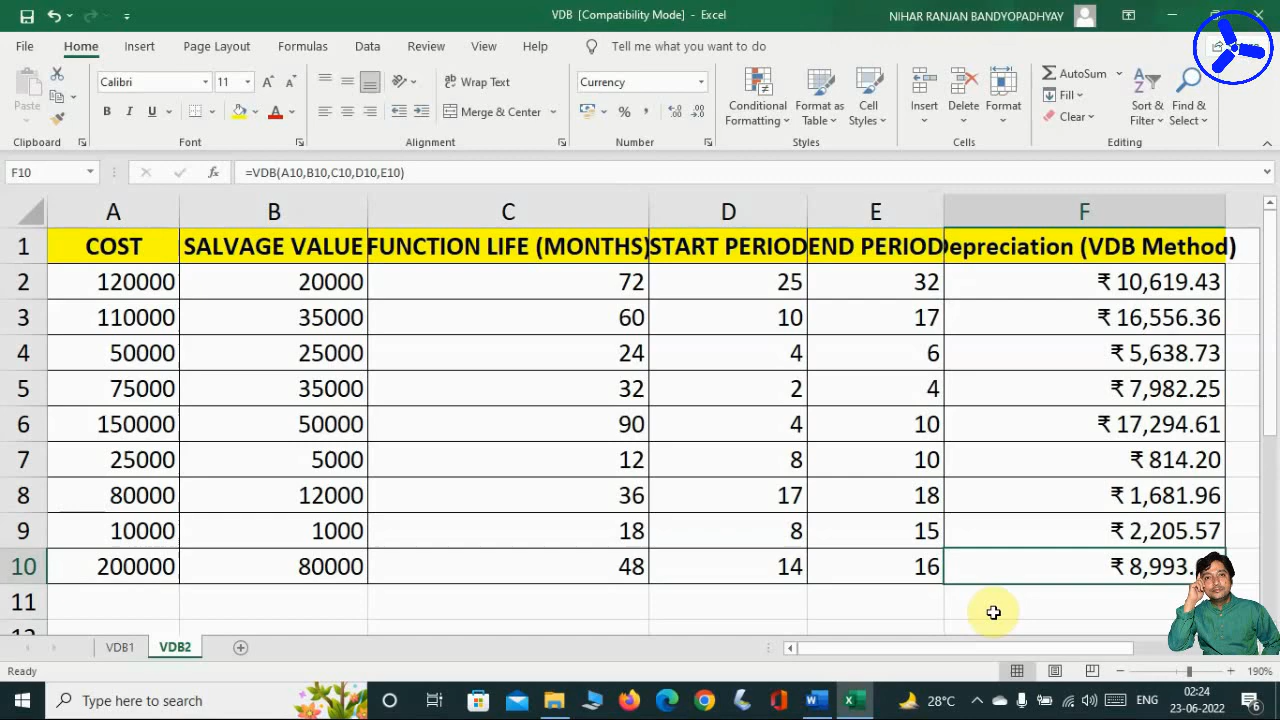 VDB [Compatibility Mode] - Excel
NIHAR RANJAN BANDYOPADHYAY
File Home Insert Page Layout Formulas Data Review View Help Tell me what you want to do
Paste
Calibri 11
B I U
Wrap Text
Merge & Center
Currency
Conditional Formatting
Format as Table
Cell Styles
Insert Delete Format
AutoSum
Fill
Clear
Sort & Filter
Find & Select
Clipboard Font Alignment Number Styles Cells Editing
F10 fx =VDB(A10,B10,C10,D10,E10)
A B C D E F
1 COST SALVAGE VALUE FUNCTION LIFE (MONTHS) START PERIOD END PERIOD Depreciation (VDB Method)
2 120000 20000 72 25 32 ₹ 10,619.43
3 110000 35000 60 10 17 ₹ 16,556.36
4 50000 25000 24 4 6 ₹ 5,638.73
5 75000 35000 32 2 4 ₹ 7,982.25
6 150000 50000 90 4 10 ₹ 17,294.61
7 25000 5000 12 8 10 ₹ 814.20
8 80000 12000 36 17 18 ₹ 1,681.96
9 10000 1000 18 8 15 ₹ 2,205.57
10 200000 80000 48 14 16 ₹ 8,993.
11
VDB1 VDB2
Ready 190%
Type here to search
28°C
ENG
02:24
23-06-2022
6